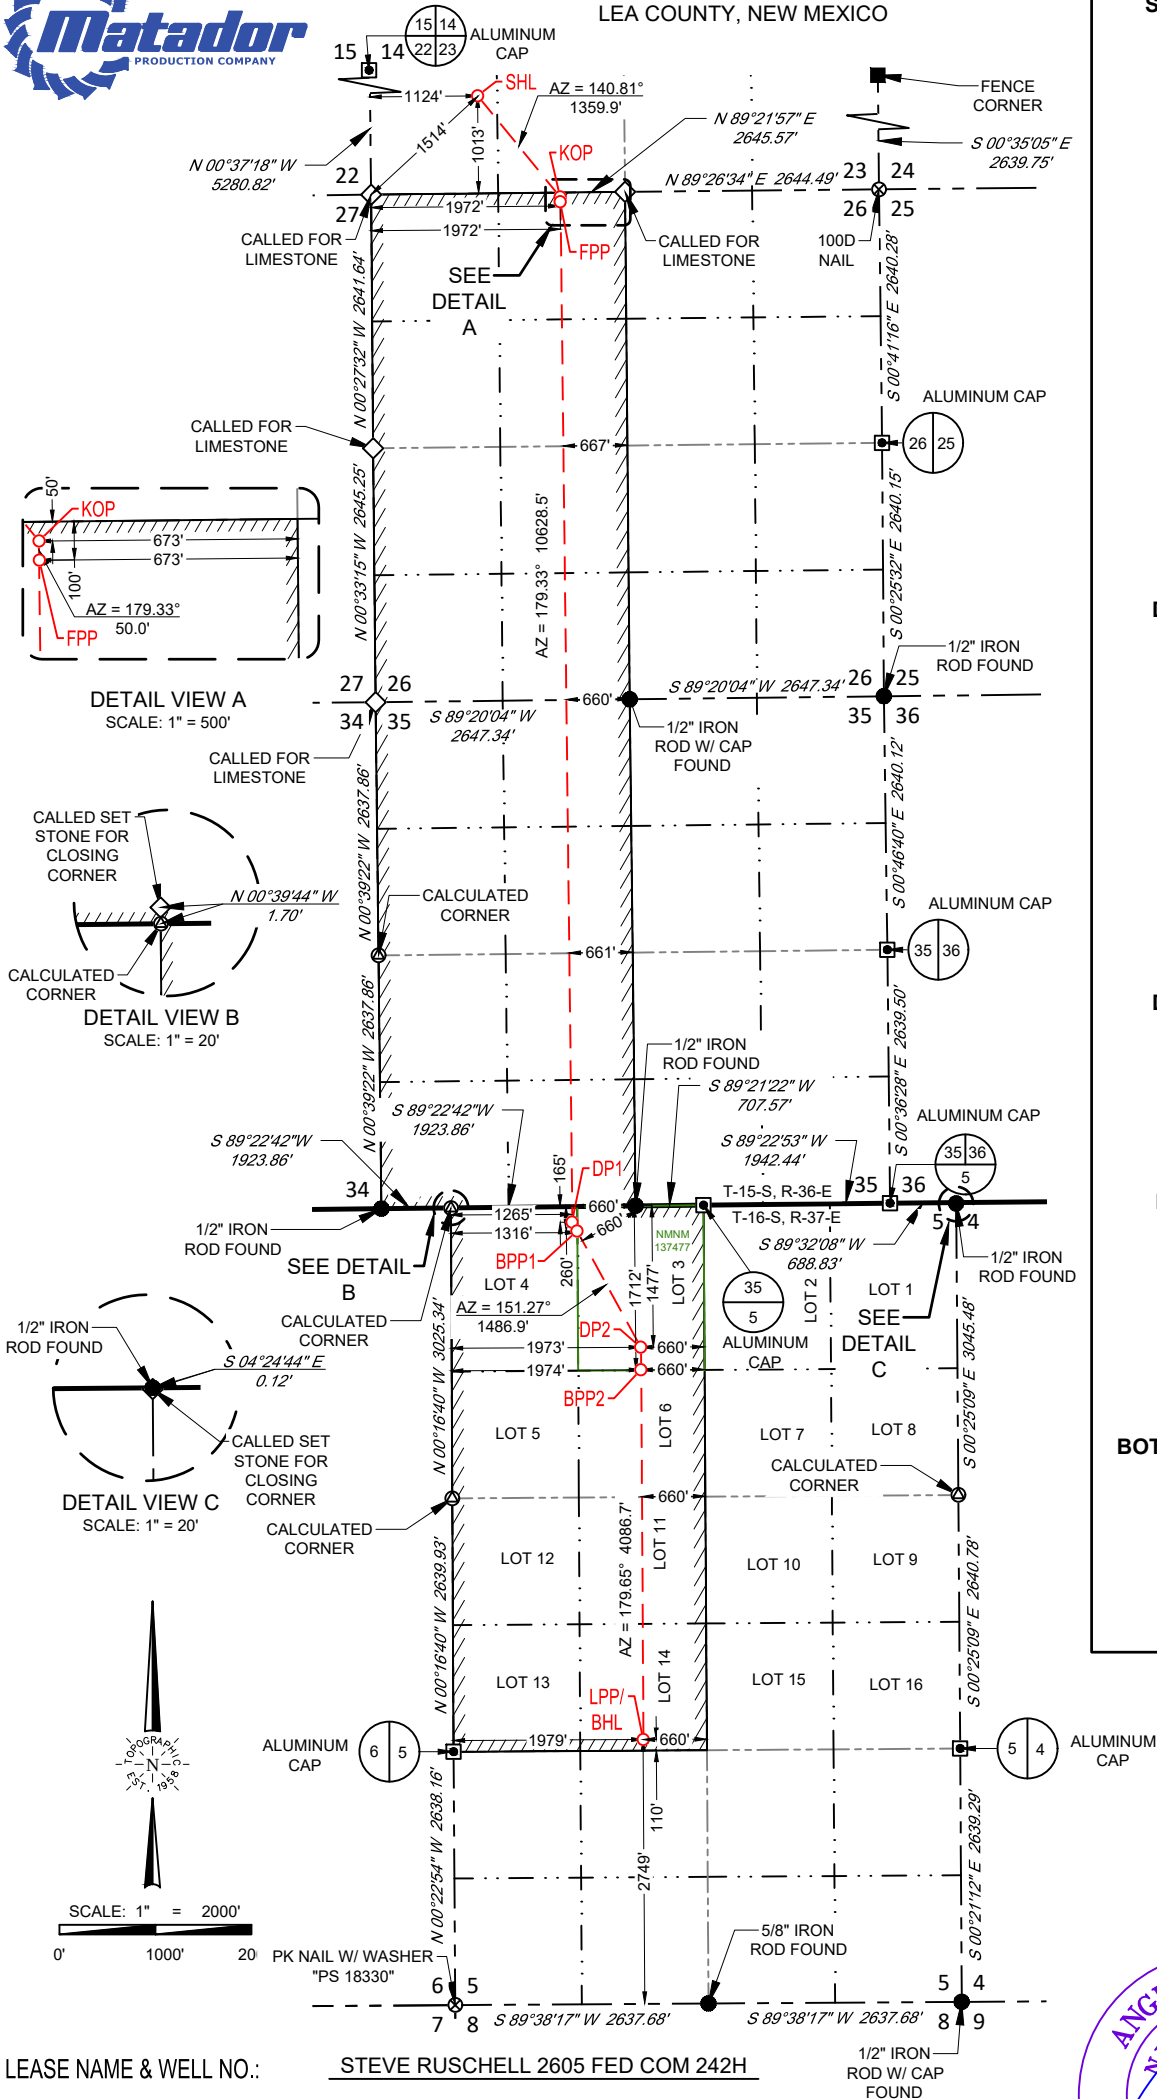 Matador
PRODUCTION COMPANY
LEA COUNTY, NEW MEXICO
S
15 14
22 23
ALUMINUM
CAP
15 14
SHL
AZ = 140.81°
1359.9'
1124'
1514'
1013'
FENCE
CORNER
N 89°21'57" E
2645.57'
S 00°35'05" E
2639.75'
N 00°37'18" W
5280.82'
KOP
N 89°26'34" E 2644.49'
22
27
23 24
26 25
1972'
1972'
FPP
CALLED FOR
LIMESTONE
CALLED FOR
LIMESTONE
100D
NAIL
SEE
DETAIL
A
N 00°27'32" W 2641.64'
S 00°41'16" E 2640.28'
CALLED FOR
LIMESTONE
ALUMINUM CAP
26 25
667'
50'
KOP
673'
673'
100'
AZ = 179.33°
50.0'
FPP
DETAIL VIEW A
SCALE: 1" = 500'
N 00°33'15" W 2645.25'
AZ = 179.33° 10628.5'
S 00°25'32" E 2640.15'
D
1/2" IRON
ROD FOUND
27 26
34 35
S 89°20'04" W
2647.34'
660'
S 89°20'04" W 2647.34'
26 25
35 36
1/2" IRON
ROD W/ CAP
FOUND
CALLED FOR
LIMESTONE
N 00°39'22" W 2637.86'
S 00°46'40" E 2640.12'
CALLED SET
STONE FOR
CLOSING
CORNER
N 00°39'44" W
1.70'
CALCULATED
CORNER
DETAIL VIEW B
SCALE: 1" = 20'
CALCULATED
CORNER
ALUMINUM CAP
35 36
661'
D
N 00°39'22" W 2637.86'
S 00°36'28" E 2639.50'
1/2" IRON
ROD FOUND
S 89°21'22" W
707.57'
S 89°22'42"W
1923.86'
S 89°22'42"W
1923.86'
S 89°22'53" W
1942.44'
ALUMINUM CAP
35 36
5
165'
DP1
34
35 36
T-15-S, R-36-E
T-16-S, R-37-E
660'
660'
1265'
1316'
1/2" IRON
ROD FOUND
SEE DETAIL
B
BPP1
260'
NMNM
137477
S 89°32'08" W
688.83'
5 4
1/2" IRON
ROD FOUND
LOT 4
LOT 3
LOT 2
LOT 1
1712'
1477'
AZ = 151.27°
1486.9'
35
5
ALUMINUM
CAP
SEE
DETAIL
C
CALCULATED
CORNER
N 00°16'40" W 3025.34'
S 00°25'09" E 3045.48'
DP2
1973'
660'
1974'
660'
BPP2
1/2" IRON
ROD FOUND
S 04°24'44" E
0.12'
CALLED SET
STONE FOR
CLOSING
CORNER
DETAIL VIEW C
SCALE: 1" = 20'
LOT 5
LOT 6
LOT 7
LOT 8
BOT
CALCULATED
CORNER
660'
CALCULATED
CORNER
LOT 12
LOT 11
LOT 10
LOT 9
N 00°16'40" W 2639.93'
AZ = 179.65° 4086.7'
S 00°25'09" E 2640.78'
LOT 13
LOT 14
LOT 15
LOT 16
LPP/
BHL
1979'
660'
ALUMINUM
CAP
6 5
5 4
ALUMINUM
CAP
110'
TOPOGRAPHIC
N
EST. 1958
N 00°22'54" W 2638.16'
2749'
S 00°21'12" E 2639.29'
SCALE: 1" = 2000'
0' 1000' 20
PK NAIL W/ WASHER
"PS 18330"
5/8" IRON
ROD FOUND
6 5
7 8
S 89°38'17" W 2637.68'
S 89°38'17" W 2637.68'
5 4
8 9
1/2" IRON
ROD W/ CAP
FOUND
ANG
LEASE NAME & WELL NO.: STEVE RUSCHELL 2605 FED COM 242H